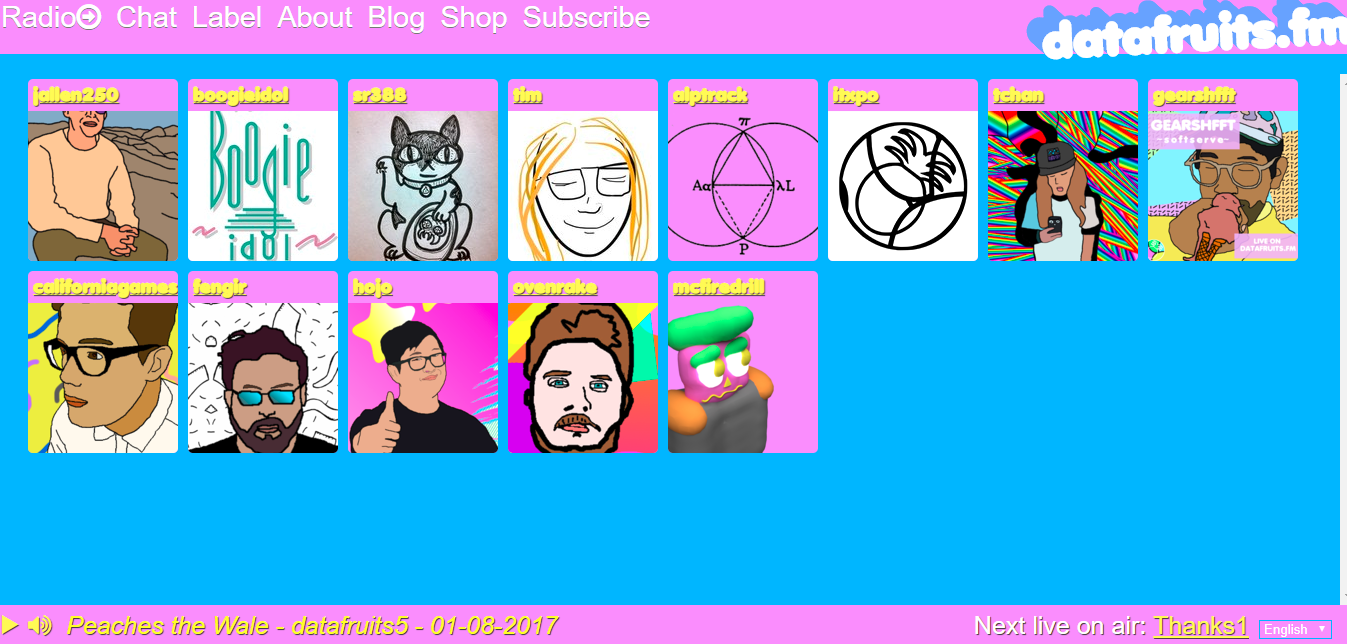 Radio Chat Label About Blog Shop Subscribe
datafruits.fm
jallen250 boogieidol sr388 tim alptrack itxpo tchan gearshfft
Boogie
idol
π
Aα λL
P
GEARSHFFT
~softserve~
LIVE ON
DATAFRUITS.FM
californiagames fengir hojo ovenrake mcfiredrill
Peaches the Wale - datafruits5 - 01-08-2017
Next live on air: Thanks1 English